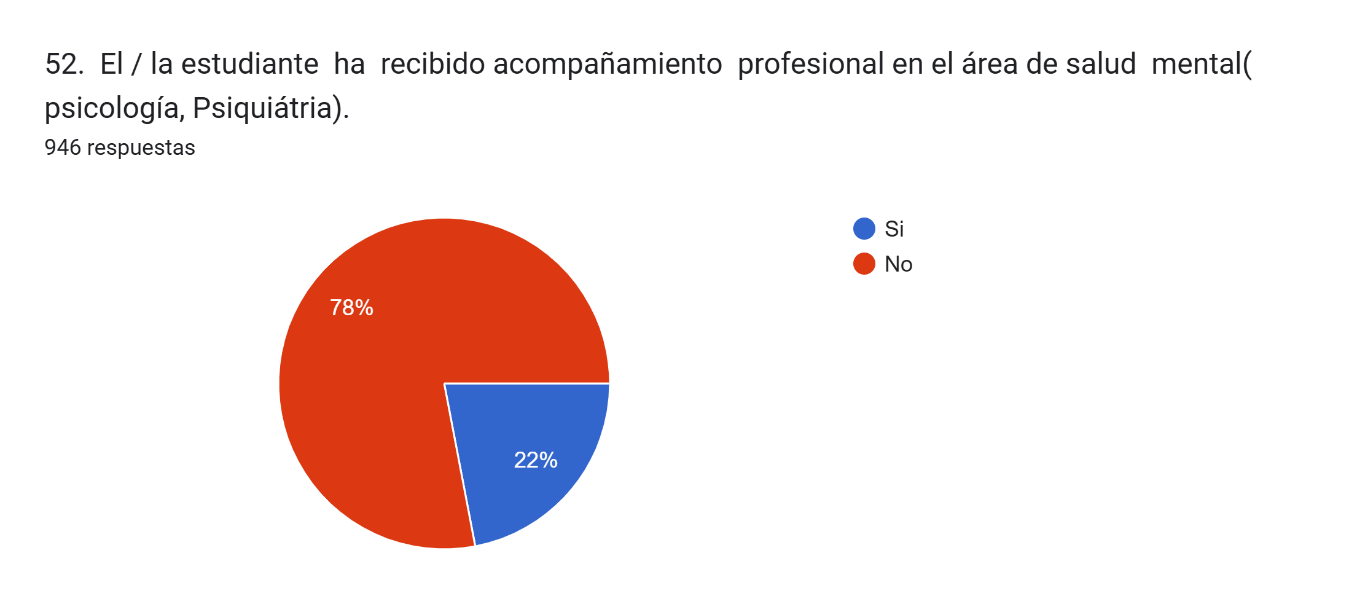 52. El / la estudiante ha recibido acompañamiento profesional en el área de salud mental(
psicología, Psiquiátria).
946 respuestas
Si
No
78%
22%